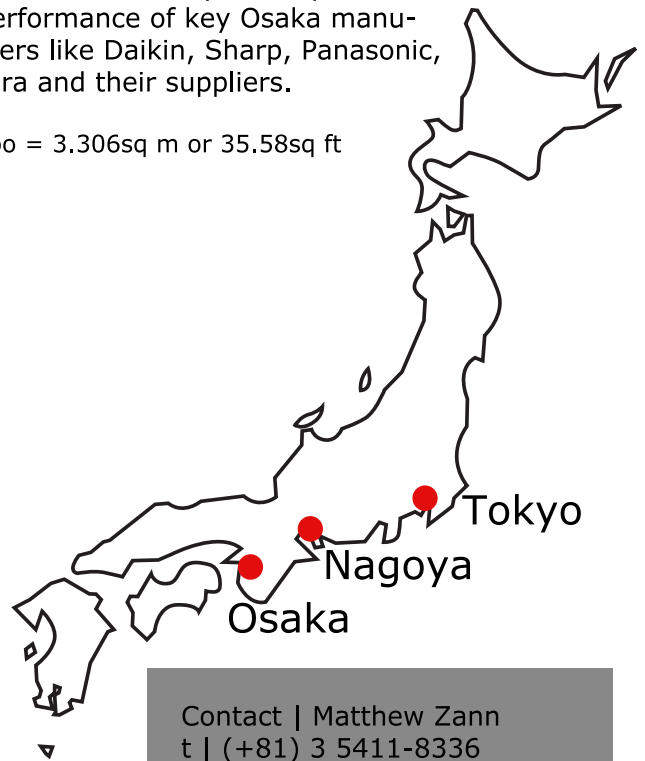 erformance of key Osaka manu-
ers like Daikin, Sharp, Panasonic,
ra and their suppliers.
oo = 3.306sq m or 35.58sq ft
Tokyo
Nagoya
Osaka
Contact | Matthew Zann
t | (+81) 3 5411-8336